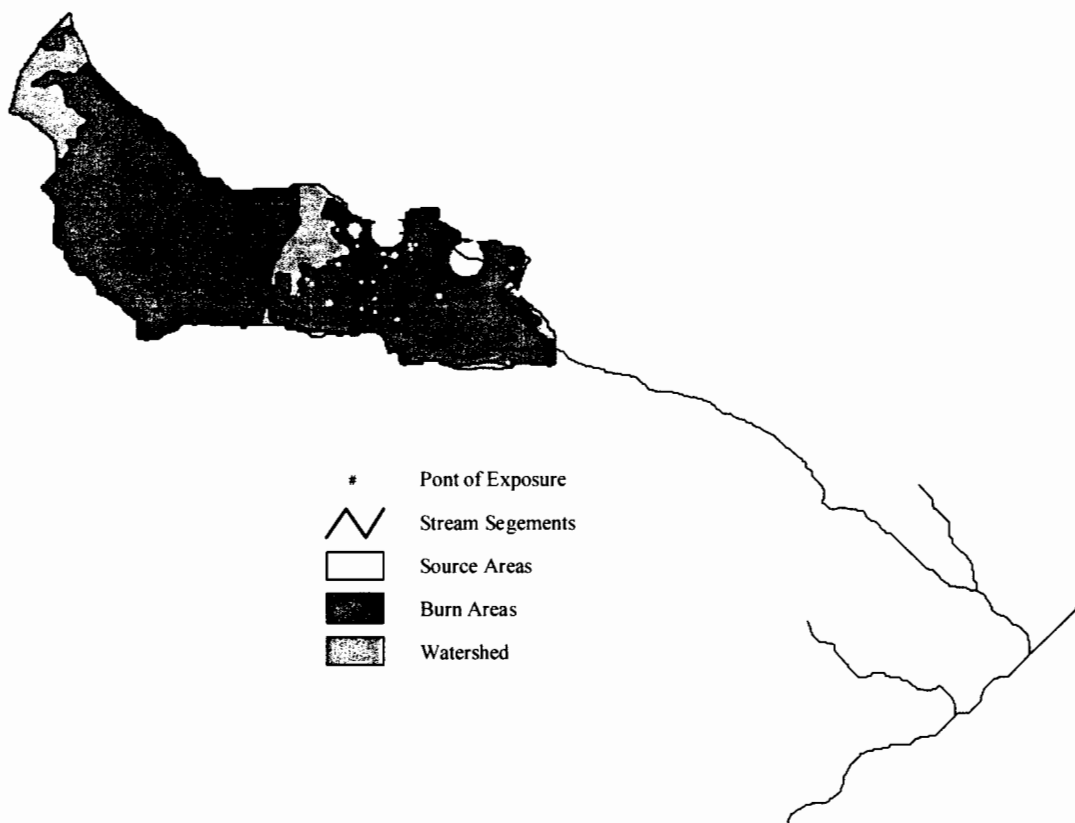 # Pont of Exposure
Stream Segements
Source Areas
Burn Areas
Watershed